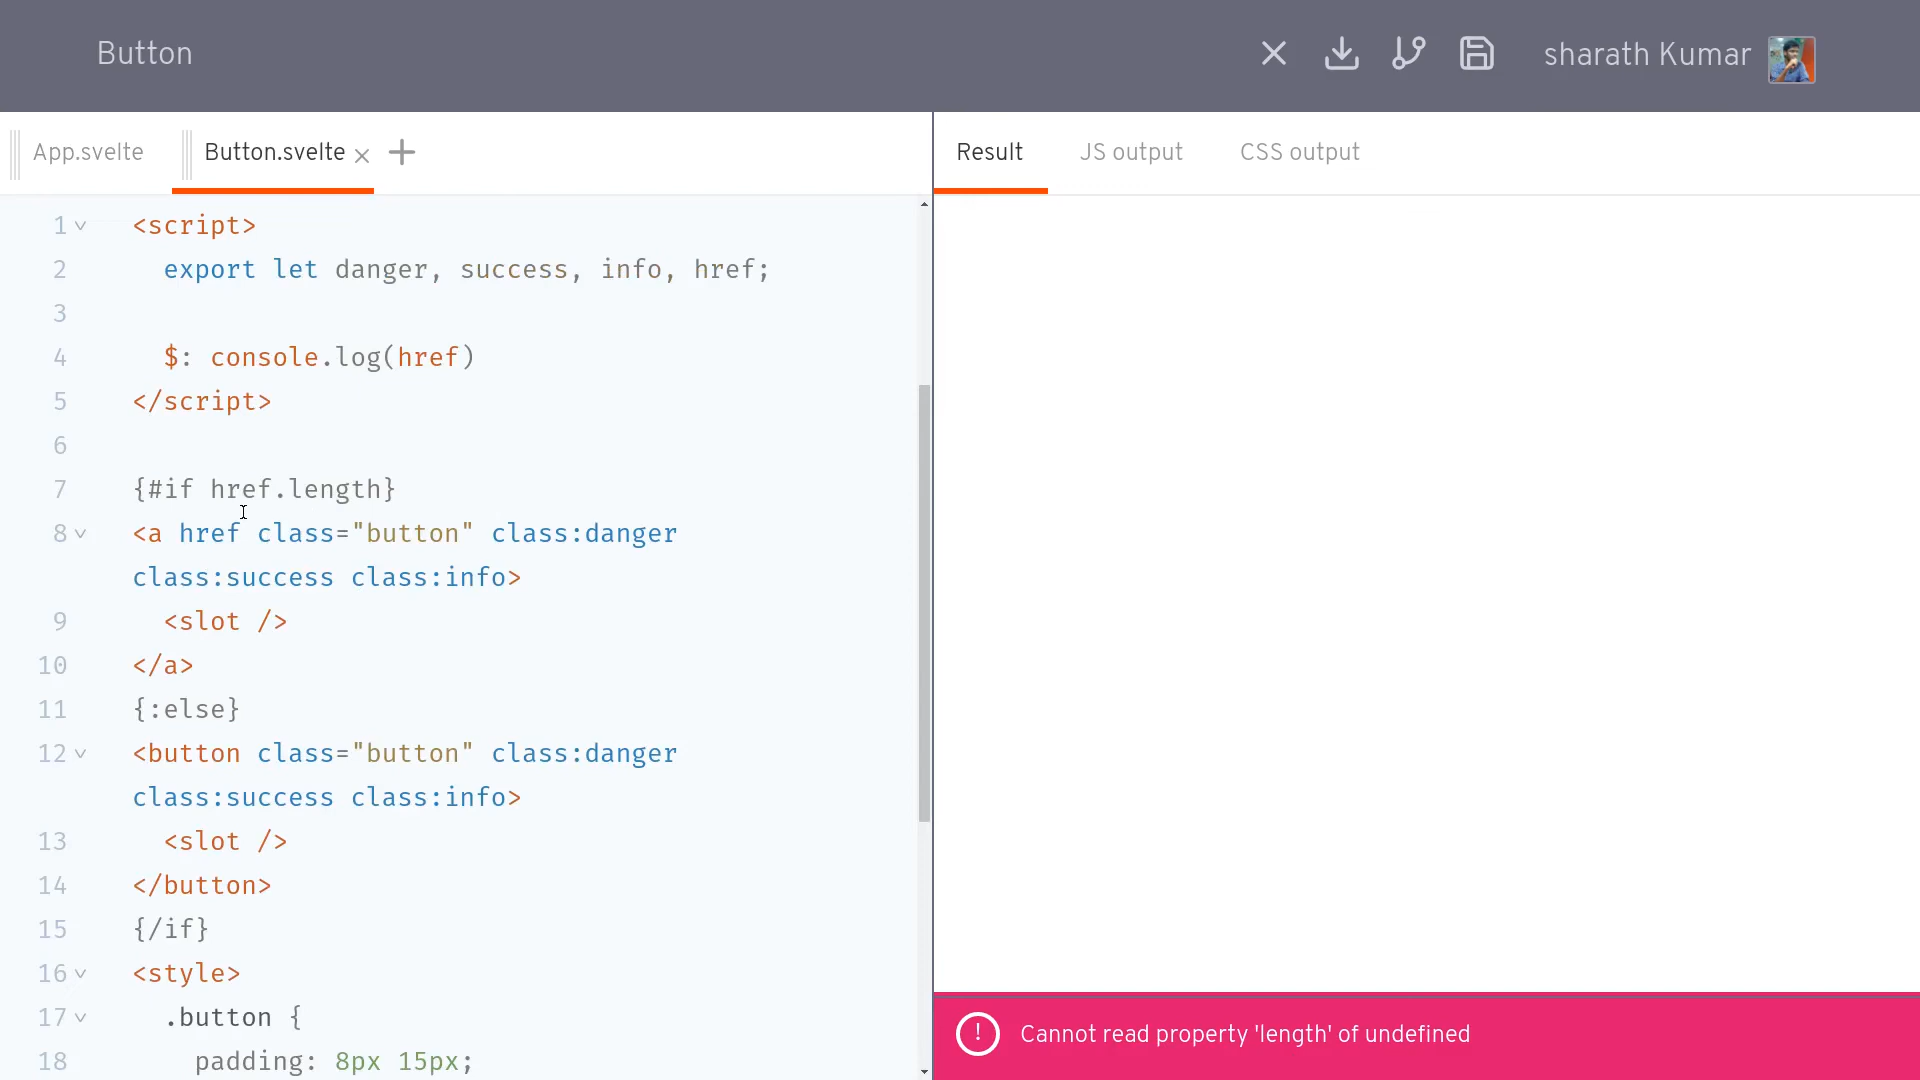 Button
sharath Kumar
App.svelte
Button.svelte
Result
JS output
CSS output
1 <script>
2 export let danger, success, info, href;
3
4 $: console.log(href)
5 </script>
6
7 {#if href.length}
8 <a href class="button" class:danger
class:success class:info>
9 <slot />
10 </a>
11 {:else}
12 <button class="button" class:danger
class:success class:info>
13 <slot />
14 </button>
15 {/if}
16 <style>
17 .button {
18 padding: 8px 15px;
Cannot read property 'length' of undefined